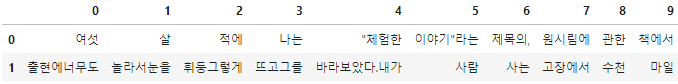 0 1 2 3 4 5 6 7 8 9
0 여섯 살 적에 나는 "체험한 이야기"라는 제목의, 원시림에 관한 책에서
1 출현에너무도 놀라서눈을 휘둥그렇게 뜨고그를 바라보았다.내가 사람 사는 고장에서 수천 마일